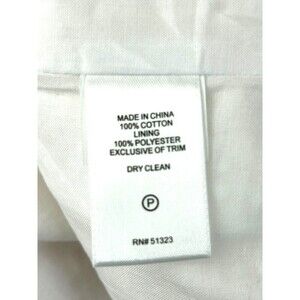 MADE IN CHINA
100% COTTON
LINING
100% POLYESTER
EXCLUSIVE OF TRIM
DRY CLEAN
P
RN# 51323